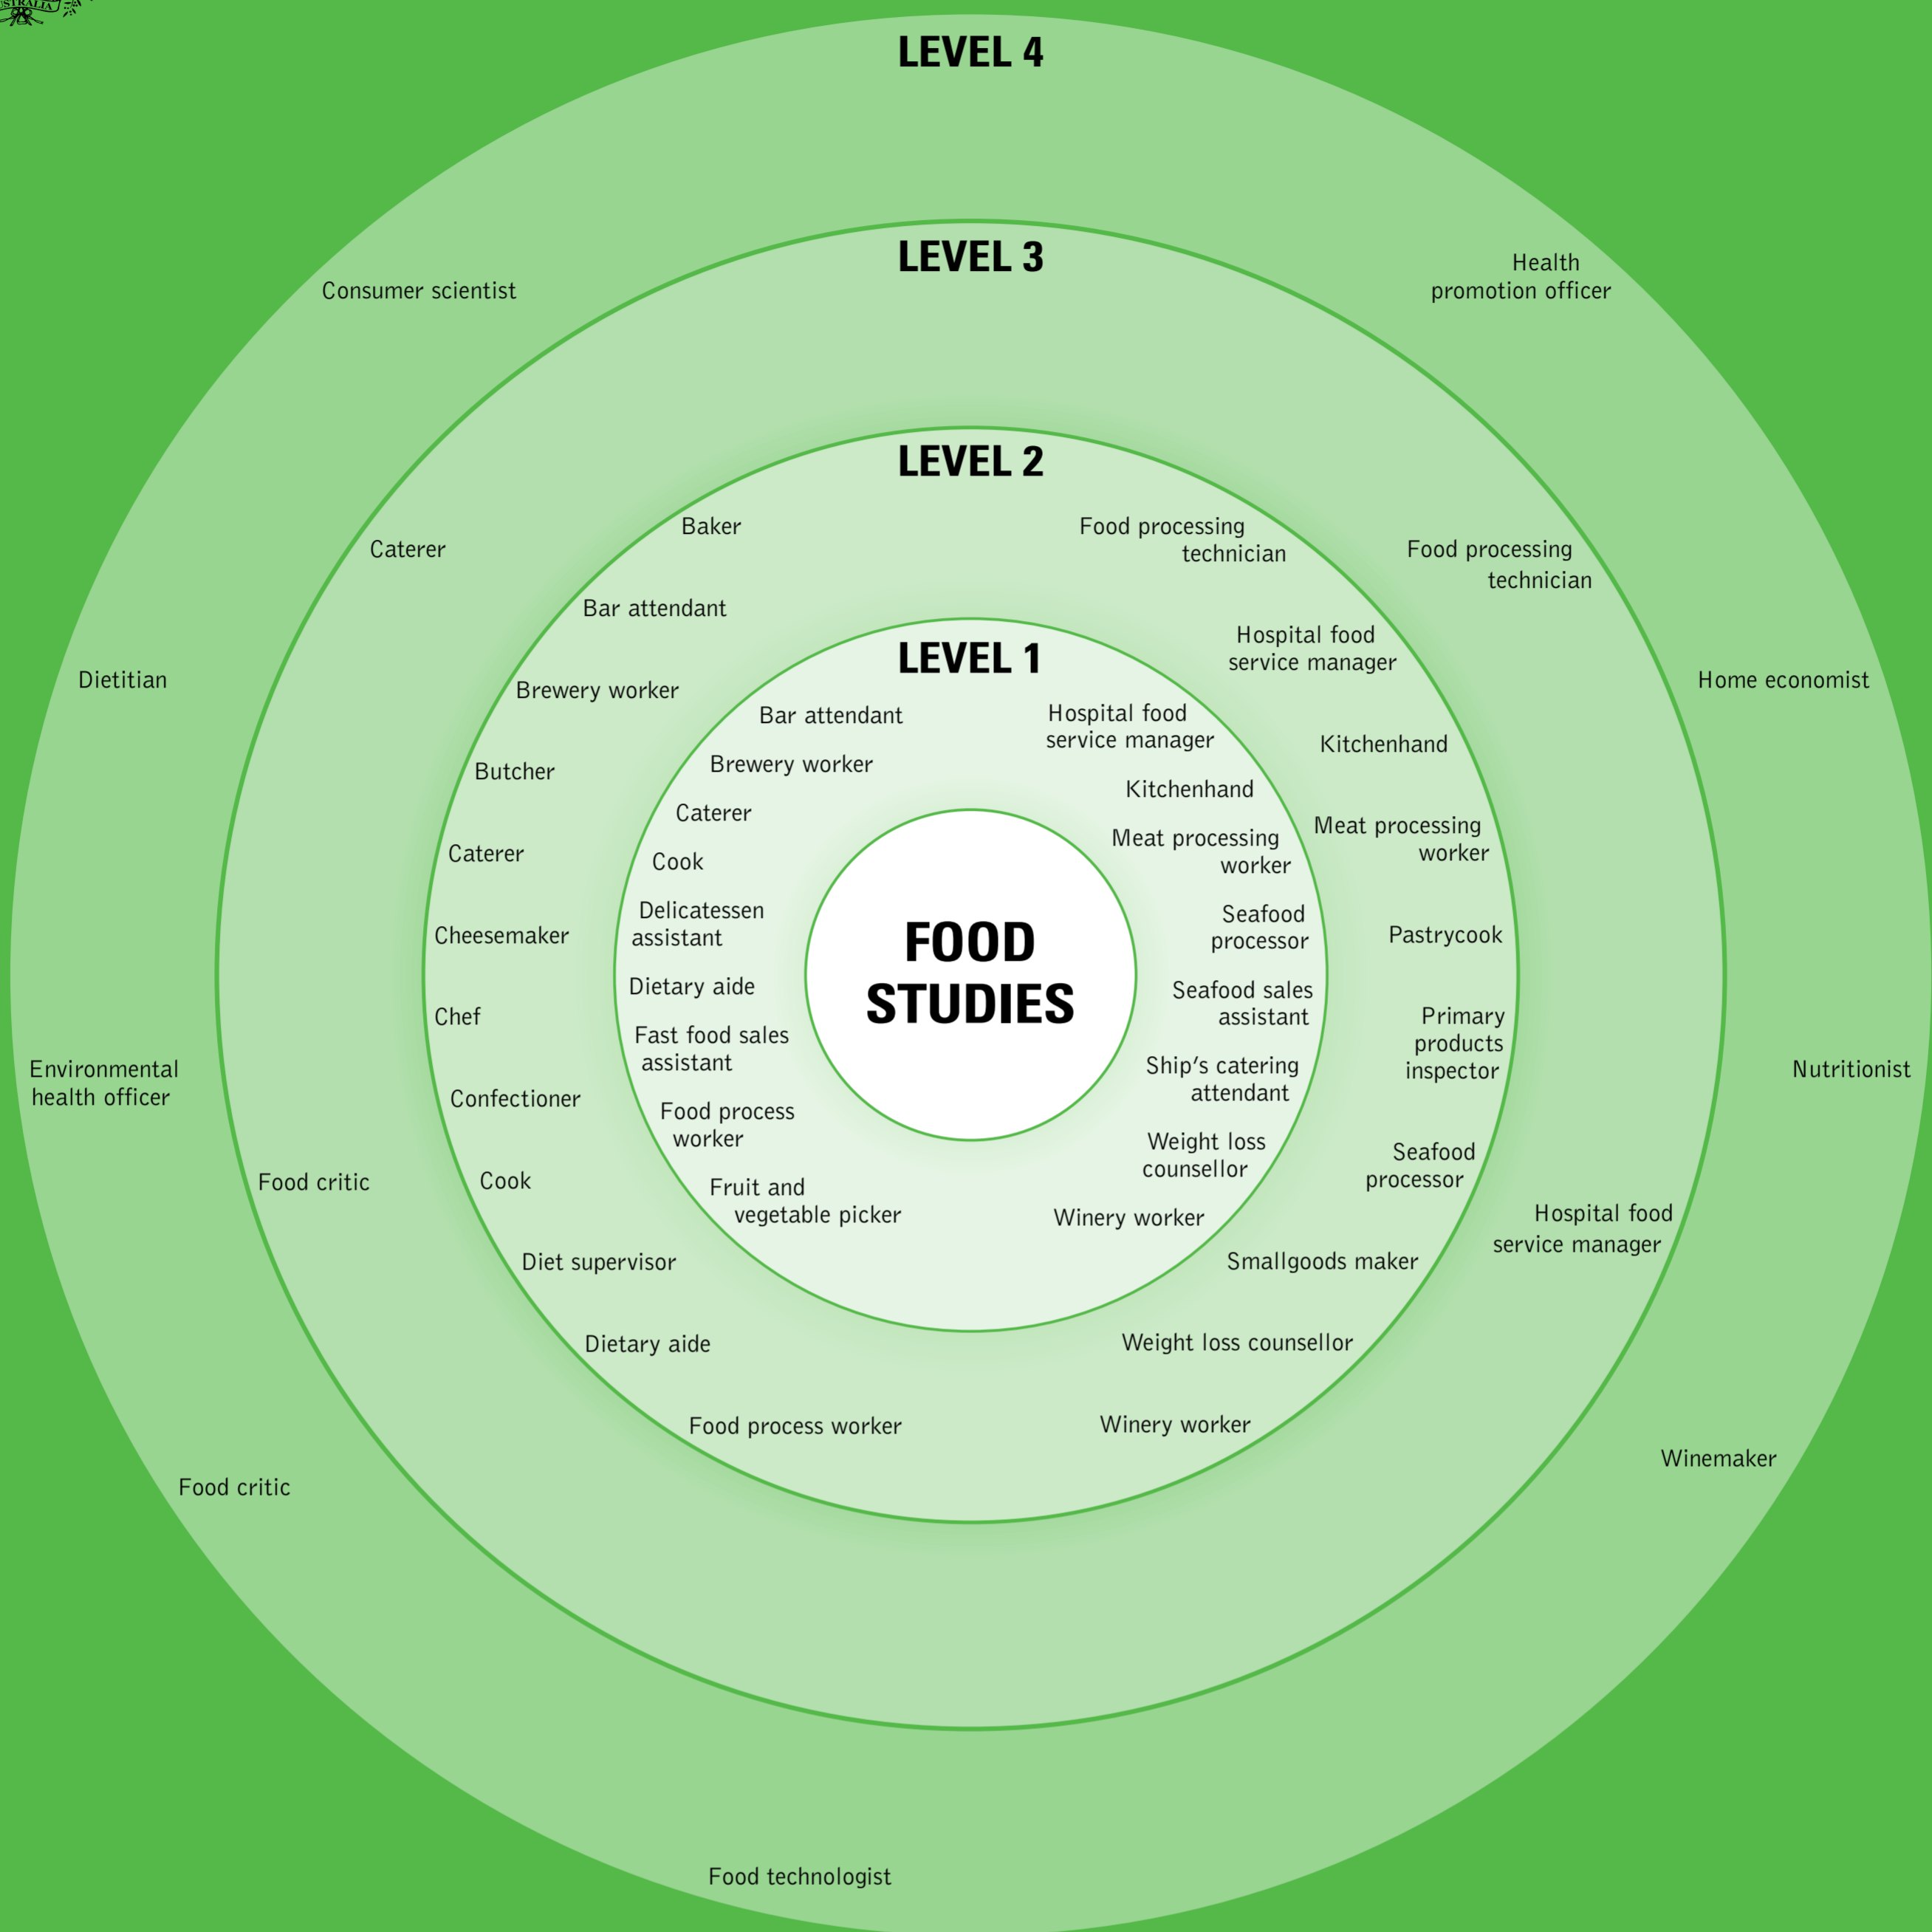 LEVEL 4
Consumer scientist
Dietitian
Environmental
health officer
Food critic
Food technologist
Health
promotion officer
Home economist
Nutritionist
Winemaker
LEVEL 3
Caterer
Food critic
Food processing
technician
Hospital food
service manager
LEVEL 2
Baker
Bar attendant
Brewery worker
Butcher
Caterer
Cheesemaker
Chef
Confectioner
Cook
Diet supervisor
Dietary aide
Food process worker
Food processing
technician
Hospital food
service manager
Kitchenhand
Meat processing
worker
Pastrycook
Primary
products
inspector
Seafood
processor
Smallgoods maker
Weight loss counsellor
Winery worker
LEVEL 1
Bar attendant
Brewery worker
Caterer
Cook
Delicatessen
assistant
Dietary aide
Fast food sales
assistant
Food process
worker
Fruit and
vegetable picker
Hospital food
service manager
Kitchenhand
Meat processing
worker
Seafood
processor
Seafood sales
assistant
Ship's catering
attendant
Weight loss
counsellor
Winery worker
FOOD
STUDIES